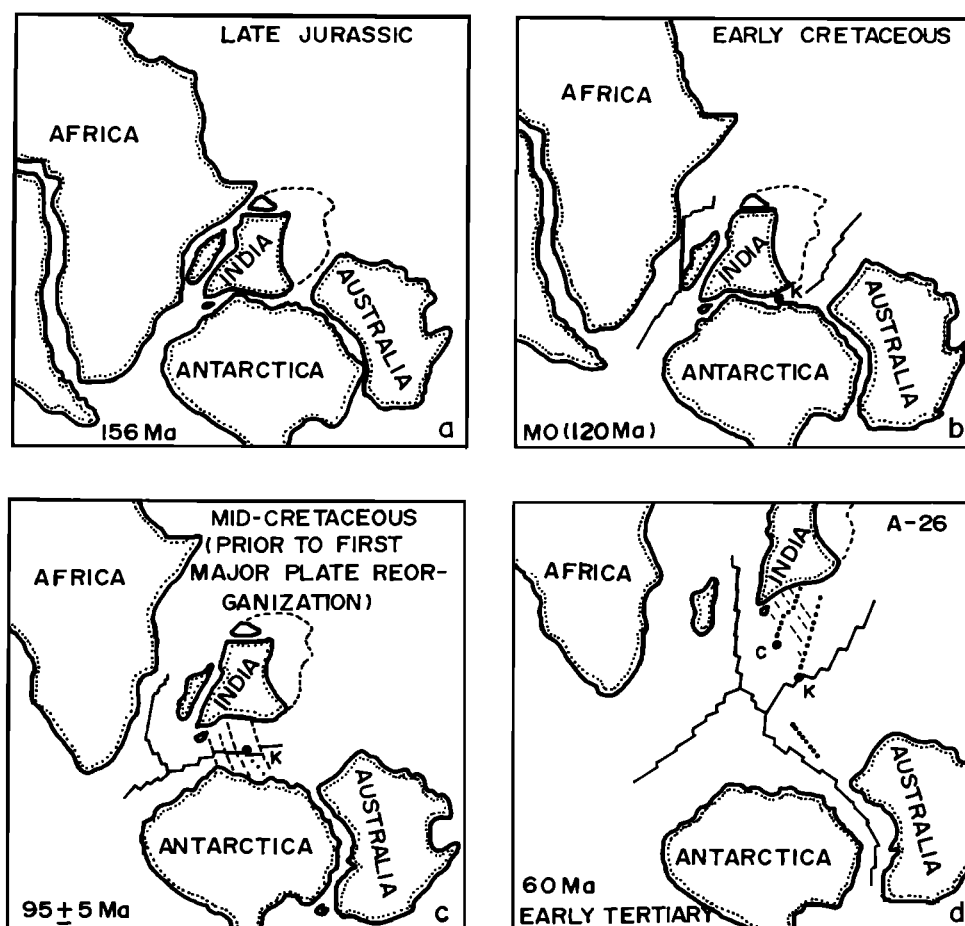 LATE JURASSIC
AFRICA
INDIA
AUSTRALIA
ANTARCTICA
156 Ma
a
EARLY CRETACEOUS
AFRICA
INDIA
K
AUSTRALIA
ANTARCTICA
MO (120 Ma)
b
MID-CRETACEOUS
(PRIOR TO FIRST
MAJOR PLATE REOR-
GANIZATION)
AFRICA
INDIA
K
AUSTRALIA
ANTARCTICA
95 ± 5 Ma
c
A-26
INDIA
AFRICA
C
K
AUSTRALIA
ANTARCTICA
60 Ma
EARLY TERTIARY
d